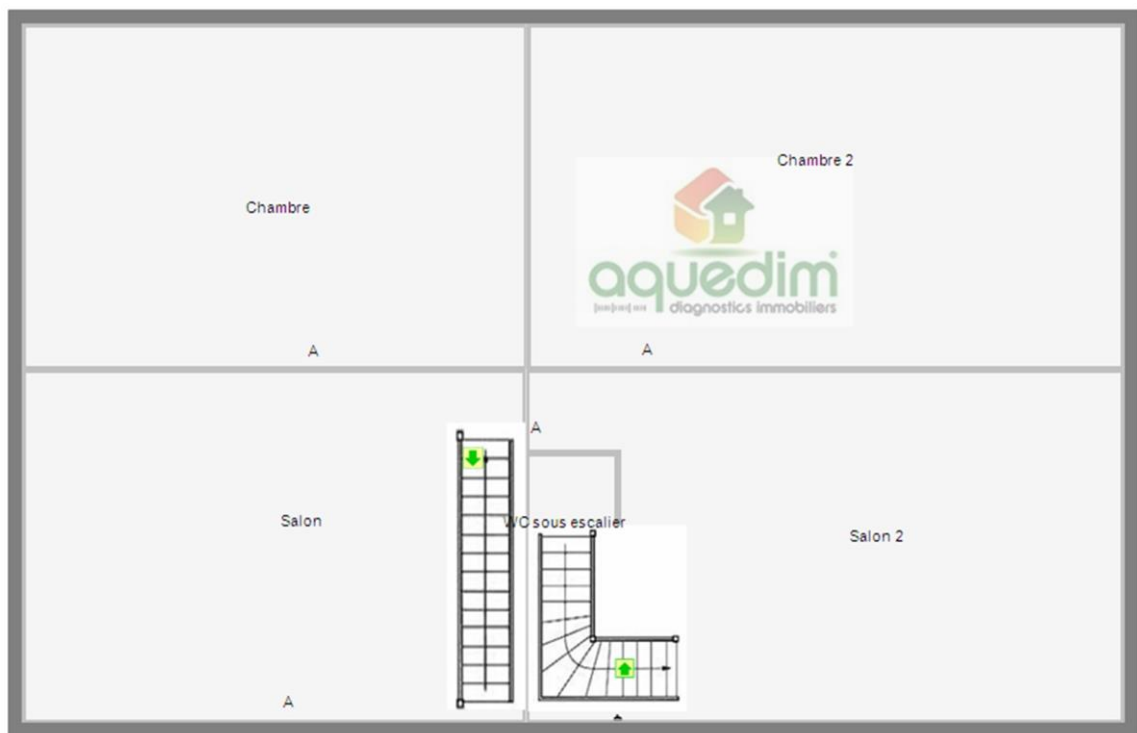 Chambre 2
Chambre
aquedim
diagnostics immobiliers
A
A
A
Salon
WC sous escalier
Salon 2
A